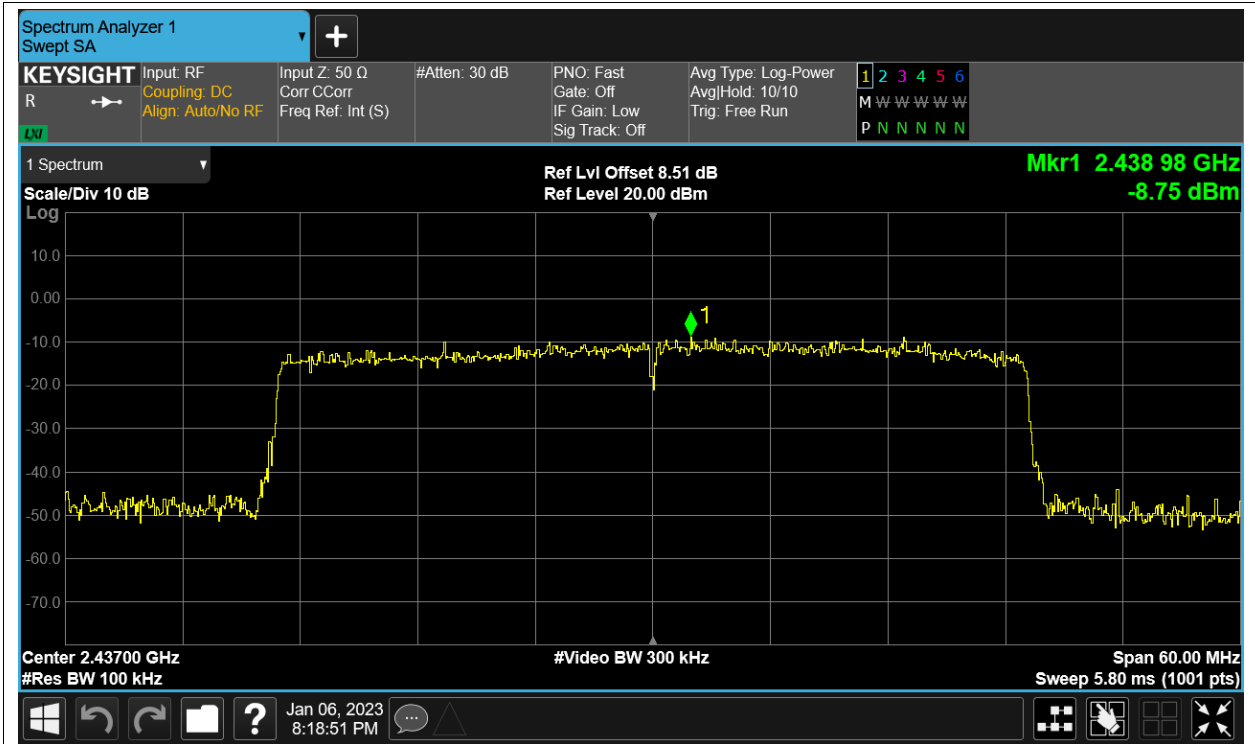 Spectrum Analyzer 1
Swept SA
+
KEYSIGHT
R
LXI
Input: RF
Coupling: DC
Align: Auto/No RF
Input Z: 50 Ω
Corr CCorr
Freq Ref: Int (S)
#Atten: 30 dB
PNO: Fast
Gate: Off
IF Gain: Low
Sig Track: Off
Avg Type: Log-Power
Avg|Hold: 10/10
Trig: Free Run
1 2 3 4 5 6
M W W W W W
P N N N N N
1 Spectrum
Scale/Div 10 dB
Ref Lvl Offset 8.51 dB
Ref Level 20.00 dBm
Mkr1 2.438 98 GHz
-8.75 dBm
Log
10.0
0.00
-10.0
-20.0
-30.0
-40.0
-50.0
-60.0
-70.0
1
Center 2.43700 GHz
#Res BW 100 kHz
#Video BW 300 kHz
Span 60.00 MHz
Sweep 5.80 ms (1001 pts)
?
Jan 06, 2023
8:18:51 PM